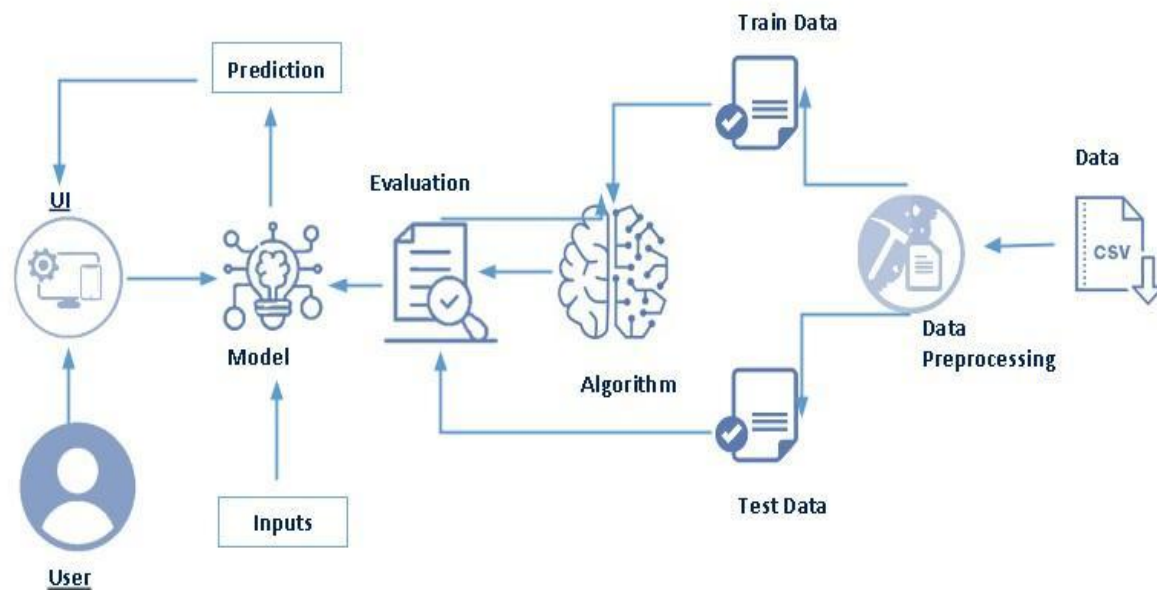 Train Data
Prediction
Data
Evaluation
UI
CSV
Model
Data
Preprocessing
Algorithm
Inputs
Test Data
User